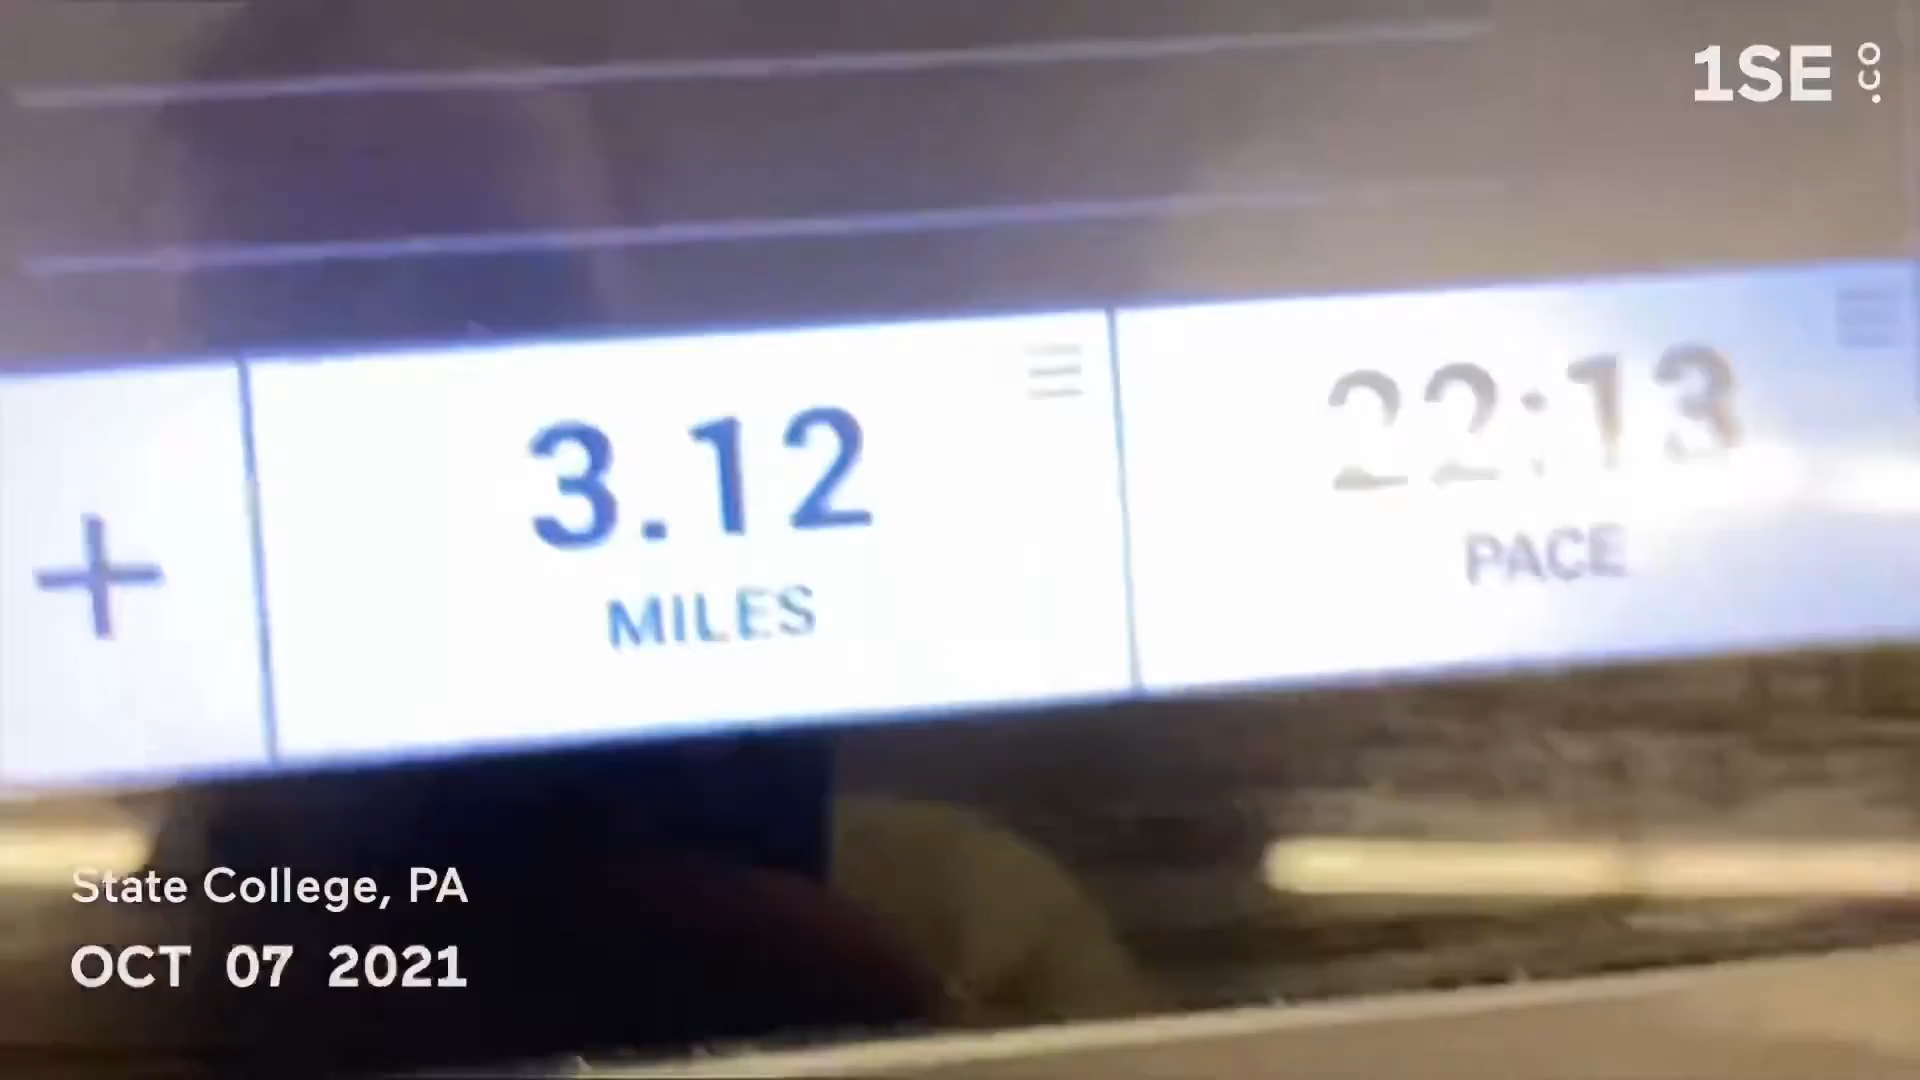 1SE .CO
3.12
MILES
22:13
PACE
State College, PA
OCT 07 2021